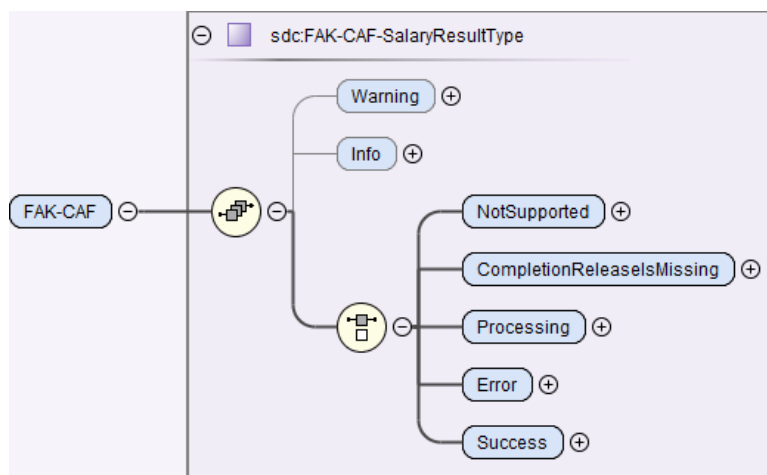 sdc:FAK-CAF-SalaryResultType
Warning
Info
FAK-CAF
NotSupported
CompletionReleaseIsMissing
Processing
Error
Success